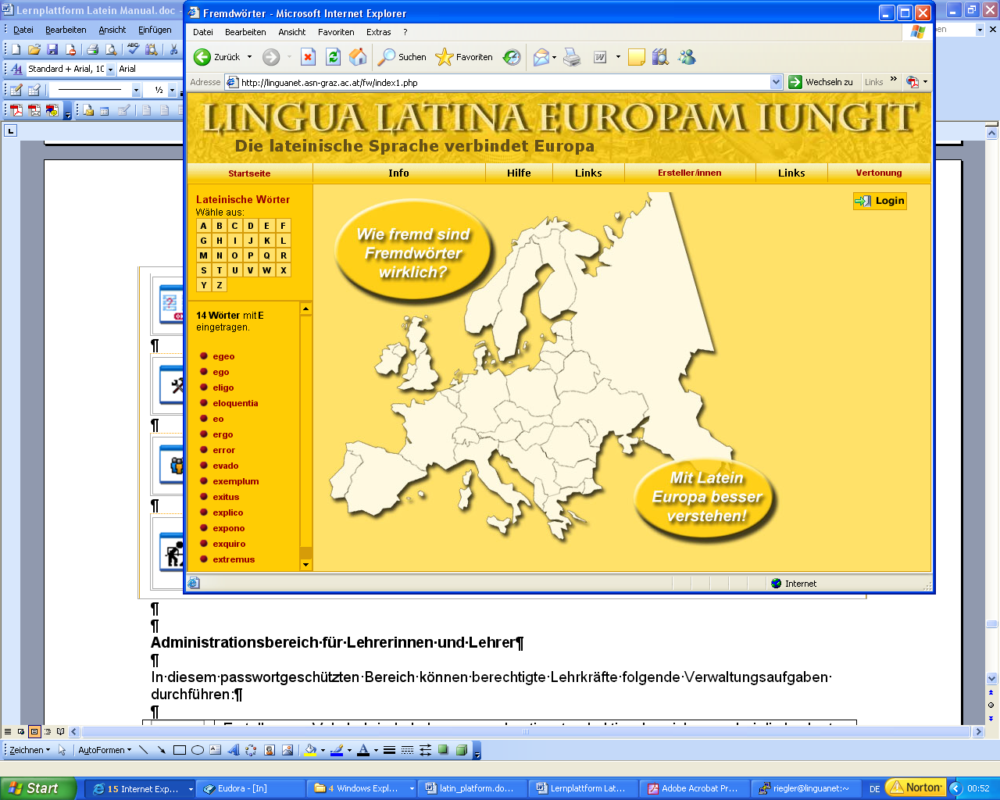 Lernplattform Latein Manual.doc -
Datei Bearbeiten Ansicht Einfügen
Standard + Arial, 1( Arial
½
Fremdwörter - Microsoft Internet Explorer
Datei Bearbeiten Ansicht Favoriten Extras ?
Zurück Suchen Favoriten
Adresse http://linguanet.asn-graz.ac.at/fw/index1.php Wechseln zu Links »
LINGUA LATINA EUROPAM IUNGIT
Die lateinische Sprache verbindet Europa
Startseite Info Hilfe Links Ersteller/innen Links Vertonung
Login
Lateinische Wörter
Wähle aus:
A B C D E F
G H I J K L
M N O P Q R
S T U V W X
Y Z
14 Wörter mit E
eingetragen.
egeo
ego
eligo
eloquentia
eo
ergo
error
evado
exemplum
exitus
explico
expono
exquiro
extremus
Wie fremd sind
Fremdwörter
wirklich?
Mit Latein
Europa besser
verstehen!
Internet
¶
¶
¶
¶
¶
Administrationsbereich·für·Lehrerinnen·und·Lehrer¶
¶
In·diesem·passwortgeschützten·Bereich·können·berechtigte·Lehrkräfte·folgende·Verwaltungsaufgaben·
durchführen:¶
¶
Zeichnen AutoFormen
Start 15 Internet Exp... Eudora - [In] 4 Windows Expl... latin_platform.do... Lernplattform Lat... Adobe Acrobat Pr... riegler@linguanet:~ DE Norton 00:52